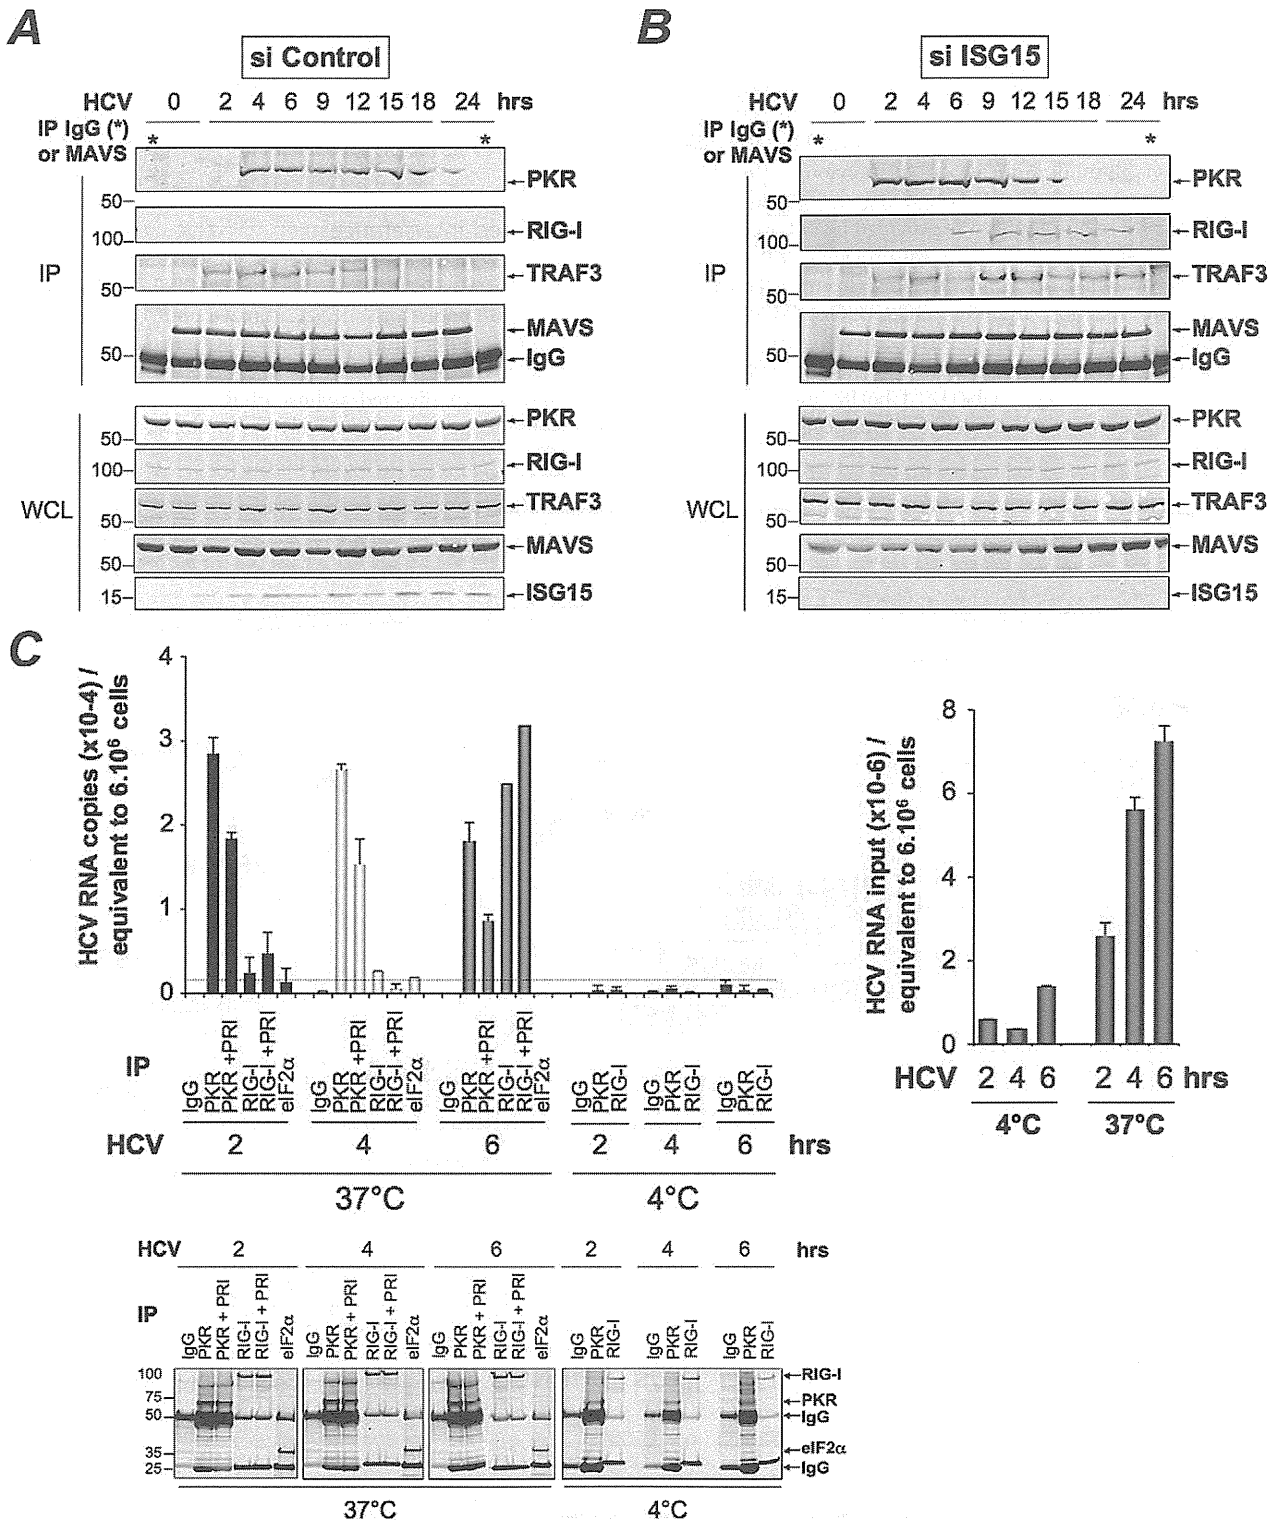 A
si Control
HCV 0 2 4 6 9 12 15 18 24 hrs
IP IgG (*)
or MAVS
* *
PKR
50
RIG-I
100
IP
TRAF3
50
MAVS
50
IgG
PKR
50
RIG-I
100
WCL
TRAF3
50
MAVS
50
ISG15
15
B
si ISG15
HCV 0 2 4 6 9 12 15 18 24 hrs
IP IgG (*)
or MAVS
* *
PKR
50
RIG-I
100
IP
TRAF3
50
MAVS
50
IgG
PKR
50
RIG-I
100
WCL
TRAF3
50
MAVS
50
ISG15
15
C
HCV RNA copies (x10-4) /
equivalent to 6.10⁶ cells
4
3
2
1
0
IP
IgG
PKR
PKR +PRI
RIG-I
RIG-I +PRI
eIF2α
IgG
PKR
PKR +PRI
RIG-I
RIG-I +PRI
eIF2α
IgG
PKR
PKR +PRI
RIG-I
RIG-I +PRI
eIF2α
IgG
PKR
RIG-I
IgG
PKR
RIG-I
IgG
PKR
RIG-I
HCV 2 4 6 2 4 6 hrs
37°C 4°C
HCV RNA input (x10-6) /
equivalent to 6.10⁶ cells
8
6
4
2
0
HCV 2 4 6 2 4 6 hrs
4°C 37°C
HCV 2 4 6 2 4 6 hrs
IP
IgG
PKR
PKR + PRI
RIG-I
RIG-I + PRI
eIF2α
IgG
PKR
PKR + PRI
RIG-I
RIG-I + PRI
eIF2α
IgG
PKR
PKR + PRI
RIG-I
RIG-I + PRI
eIF2α
IgG
PKR
RIG-I
IgG
PKR
RIG-I
IgG
PKR
RIG-I
100
RIG-I
75
PKR
50
IgG
35
eIF2α
25
IgG
37°C 4°C